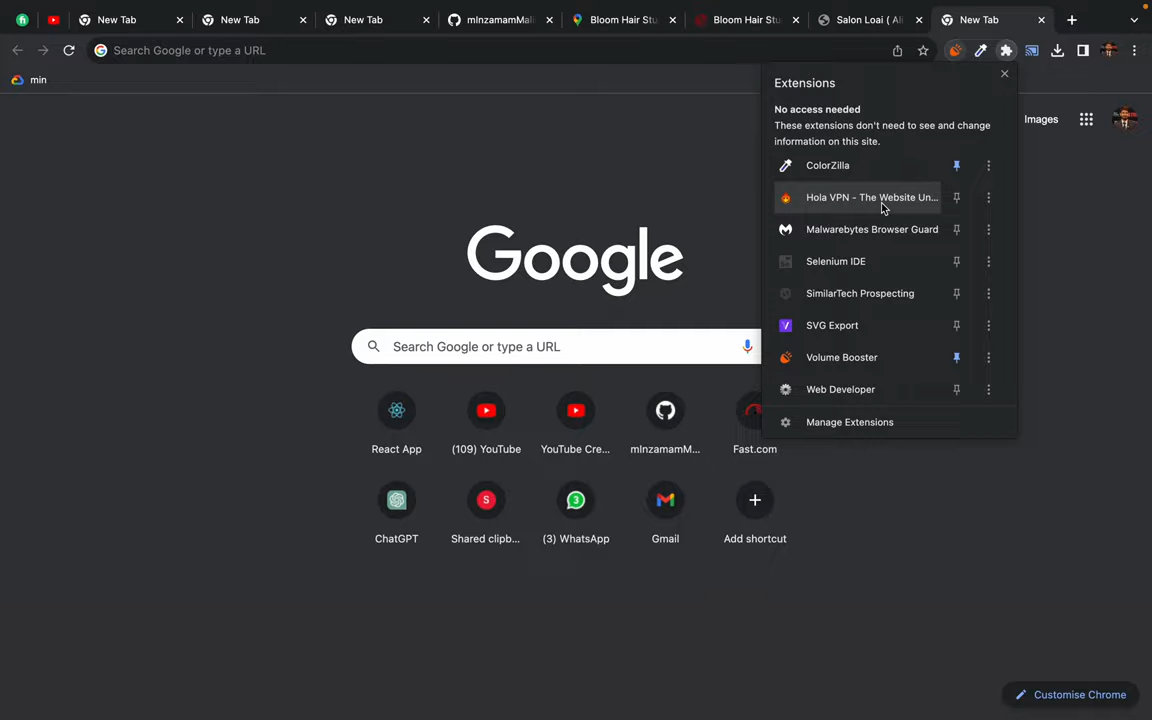 New Tab
New Tab
New Tab
mInzamamMali
Bloom Hair Stu
Bloom Hair Stu
Salon Loai ( Ali
New Tab
Search Google or type a URL
min
Images
Extensions
No access needed
These extensions don't need to see and change
information on this site.
ColorZilla
Hola VPN - The Website Un...
Malwarebytes Browser Guard
Selenium IDE
SimilarTech Prospecting
SVG Export
Volume Booster
Web Developer
Manage Extensions
Google
Search Google or type a URL
React App
(109) YouTube
YouTube Cre...
mInzamamM...
Fast.com
ChatGPT
Shared clipb...
(3) WhatsApp
Gmail
Add shortcut
Customise Chrome